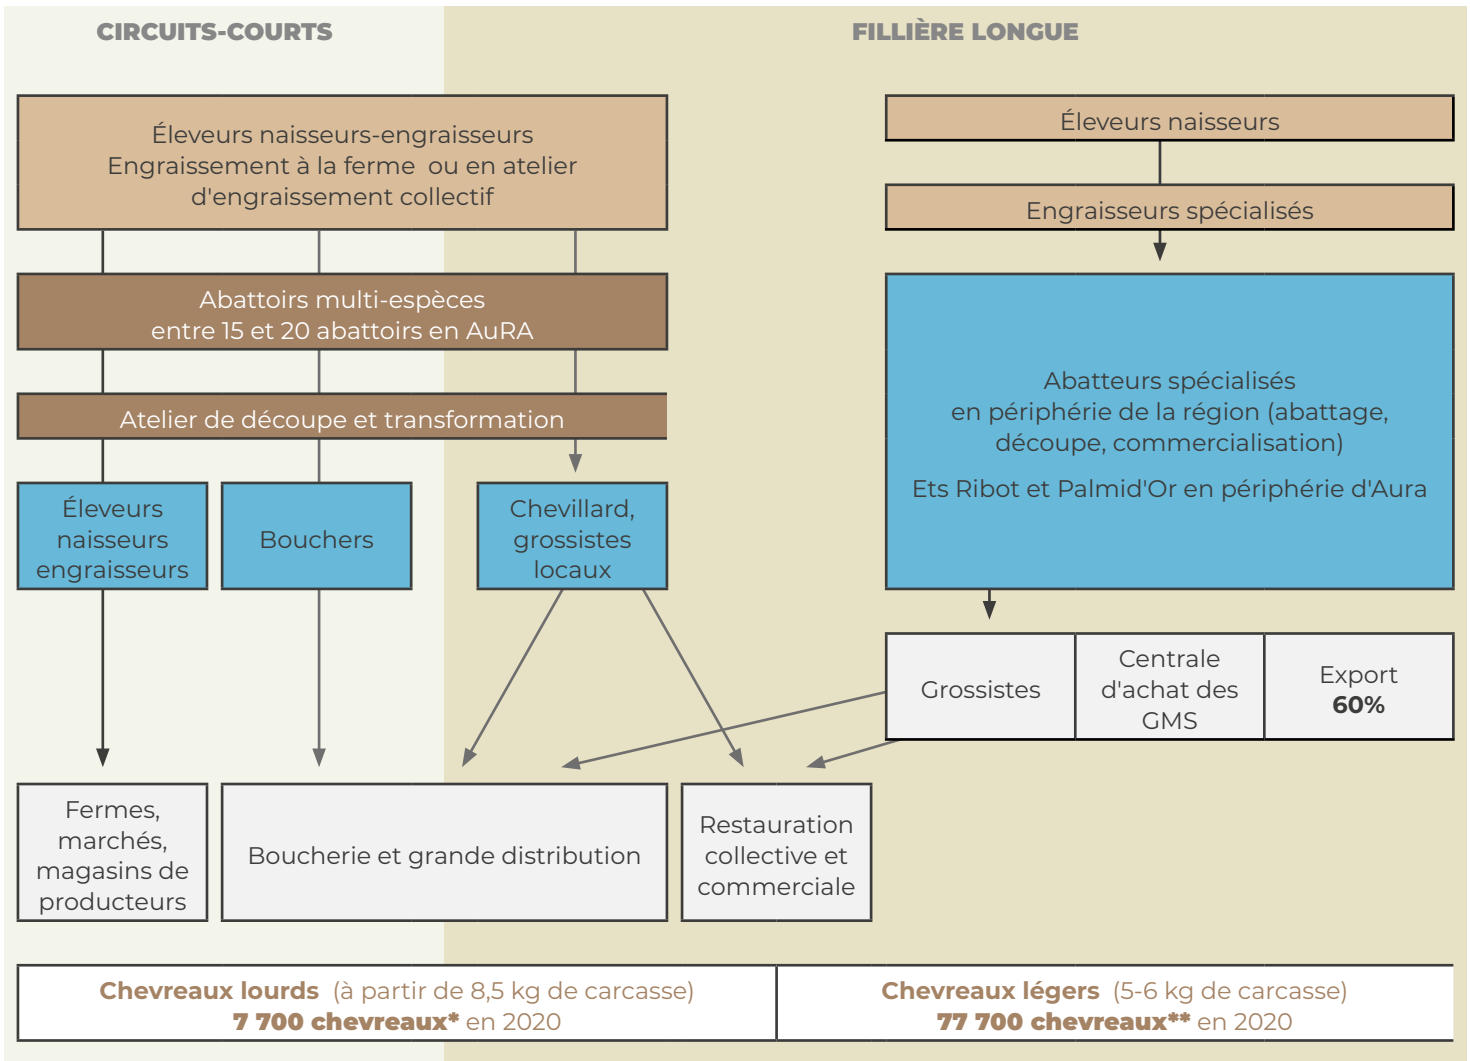 CIRCUITS-COURTS
FILLIÈRE LONGUE
Éleveurs naisseurs-engraisseurs
Engraissement à la ferme ou en atelier
d'engraissement collectif
Éleveurs naisseurs
Engraisseurs spécialisés
Abattoirs multi-espèces
entre 15 et 20 abattoirs en AuRA
Atelier de découpe et transformation
Abatteurs spécialisés
en périphérie de la région (abattage,
découpe, commercialisation)
Ets Ribot et Palmid'Or en périphérie d'Aura
Éleveurs
naisseurs
engraisseurs
Bouchers
Chevillard,
grossistes
locaux
Grossistes
Centrale
d'achat des
GMS
Export
60%
Fermes,
marchés,
magasins de
producteurs
Boucherie et grande distribution
Restauration
collective et
commerciale
Chevreaux lourds (à partir de 8,5 kg de carcasse)
7 700 chevreaux* en 2020
Chevreaux légers (5-6 kg de carcasse)
77 700 chevreaux** en 2020